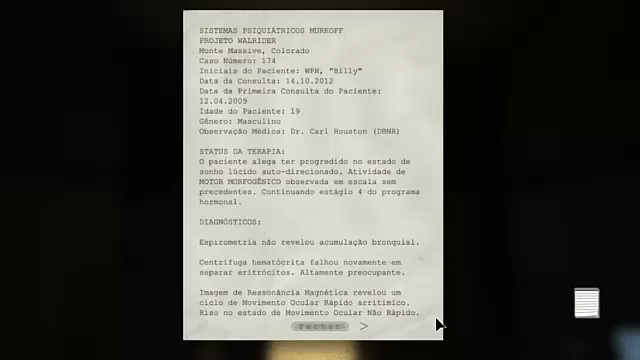 SISTEMAS PSIQUIÁTRICOS MURKOFF
PROJETO WALRIDER
Monte Massive, Colorado
Caso Número: 174
Iniciais do Paciente: WPH, "Billy"
Data da Consulta: 14.10.2012
Data da Primeira Consulta do Paciente:
12.04.2009
Idade do Paciente: 19
Gênero: Masculino
Observação Médica: Dr. Carl Houston (DBNR)
STATUS DA TERAPIA:
O paciente alega ter progredido no estado de
sonho lúcido auto-direcionado. Atividade de
MOTOR MORFOGÊNICO observada em escala sem
precedentes. Continuando estágio 4 do programa
hormonal.
DIAGNÓSTICOS:
Espirometria não revelou acumulação bronquial.
Centrífuga hematócrita falhou novamente em
separar eritrócitos. Altamente preocupante.
Imagem de Ressonância Magnética revelou um
ciclo de Movimento Ocular Rápido arrítimico.
Riso no estado de Movimento Ocular Não Rápido.
Fechar >